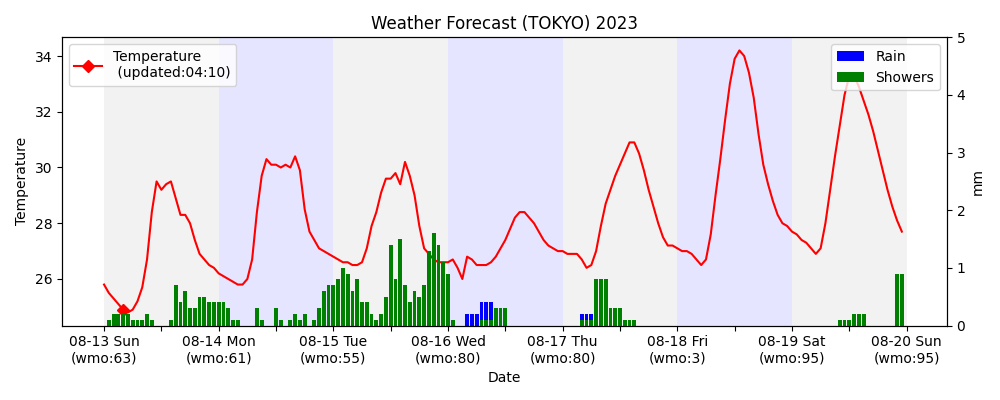 Weather Forecast (TOKYO) 2023
Temperature
(updated:04:10)
Rain
Showers
34
32
30
28
26
Temperature
5
4
3
2
1
0
mm
08-13 Sun 08-14 Mon 08-15 Tue 08-16 Wed 08-17 Thu 08-18 Fri 08-19 Sat 08-20 Sun
(wmo:63) (wmo:61) (wmo:55) (wmo:80) (wmo:80) (wmo:3) (wmo:95) (wmo:95)
Date